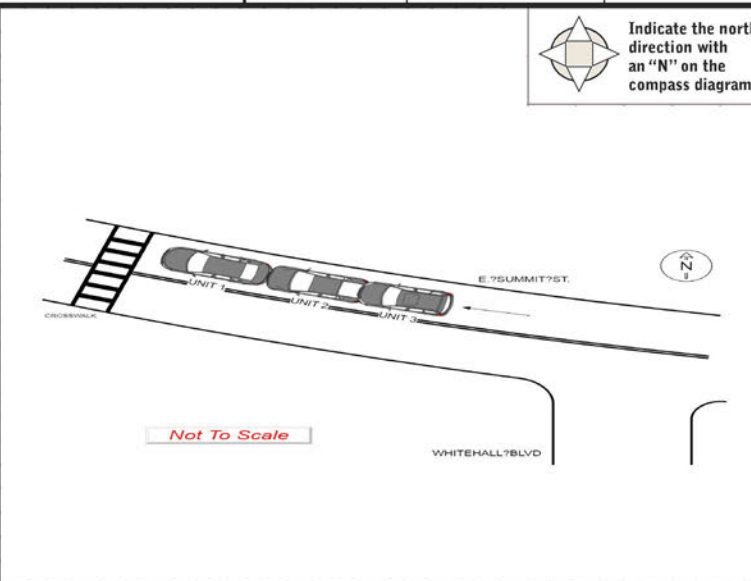 Indicate the north
direction with
an “N” on the
compass diagram
N
E.?SUMMIT?ST.
UNIT 1
UNIT 2
UNIT 3
CROSSWALK
Not To Scale
WHITEHALL?BLVD